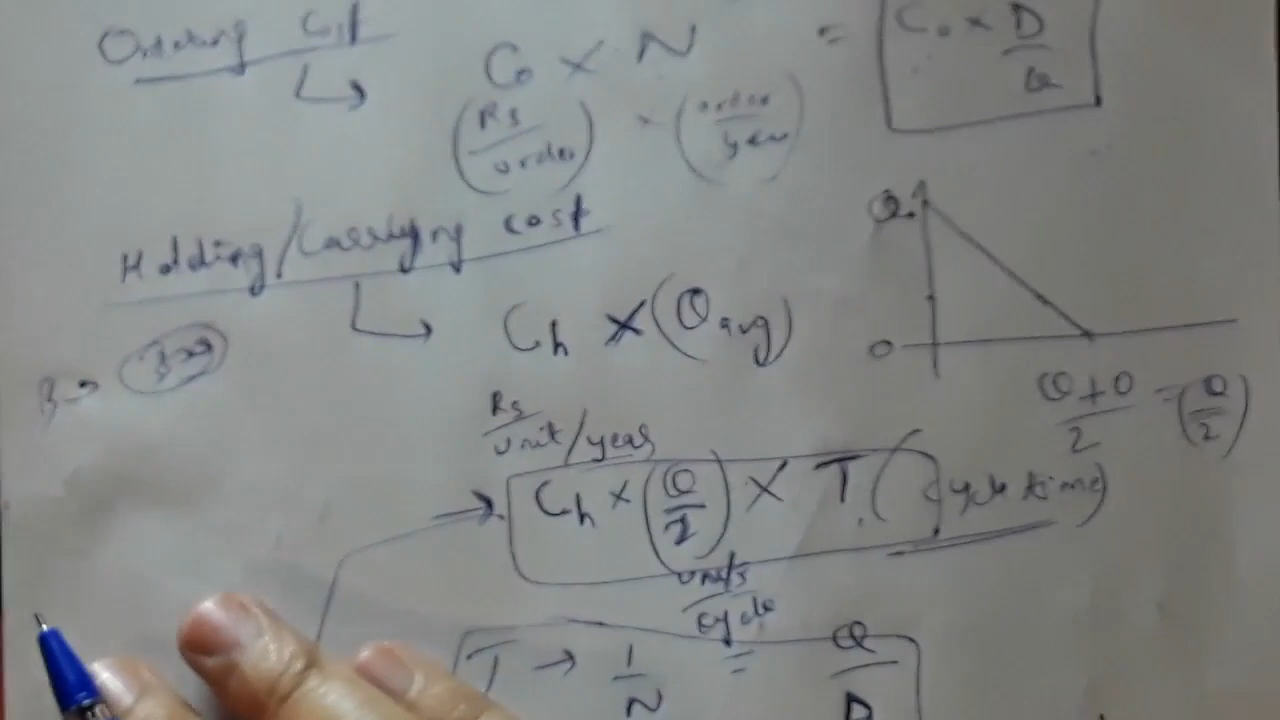 Ordering Cost
C₀ × N = C₀ × D/Q
(Rs/order) × (order/year)
Q
Holding/Carrying cost
Ch × (Qavg)
0
Q+0/2 = (Q/2)
Rs/unit/year
Ch × (Q/2) × T (cycle time)
units/cycle
T → 1/N = Q/D